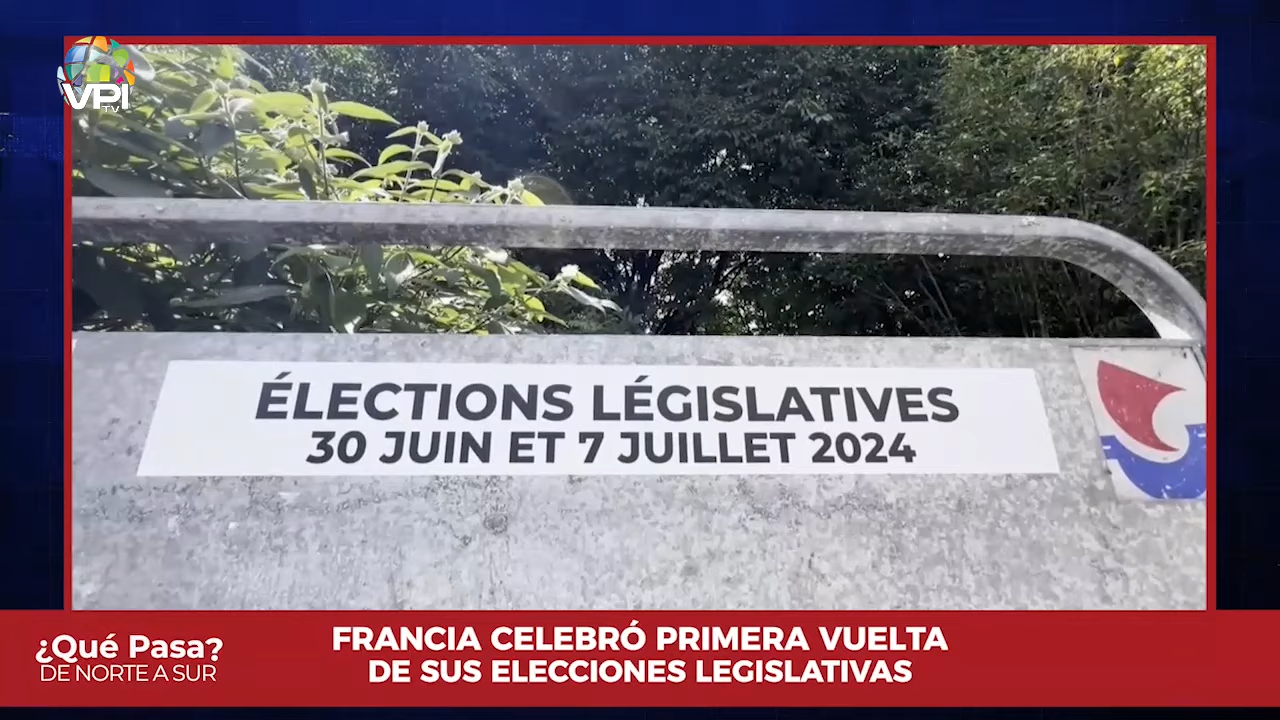 VPI
TV
ÉLECTIONS LÉGISLATIVES
30 JUIN ET 7 JUILLET 2024
¿Qué Pasa?
DE NORTE A SUR
FRANCIA CELEBRÓ PRIMERA VUELTA
DE SUS ELECCIONES LEGISLATIVAS